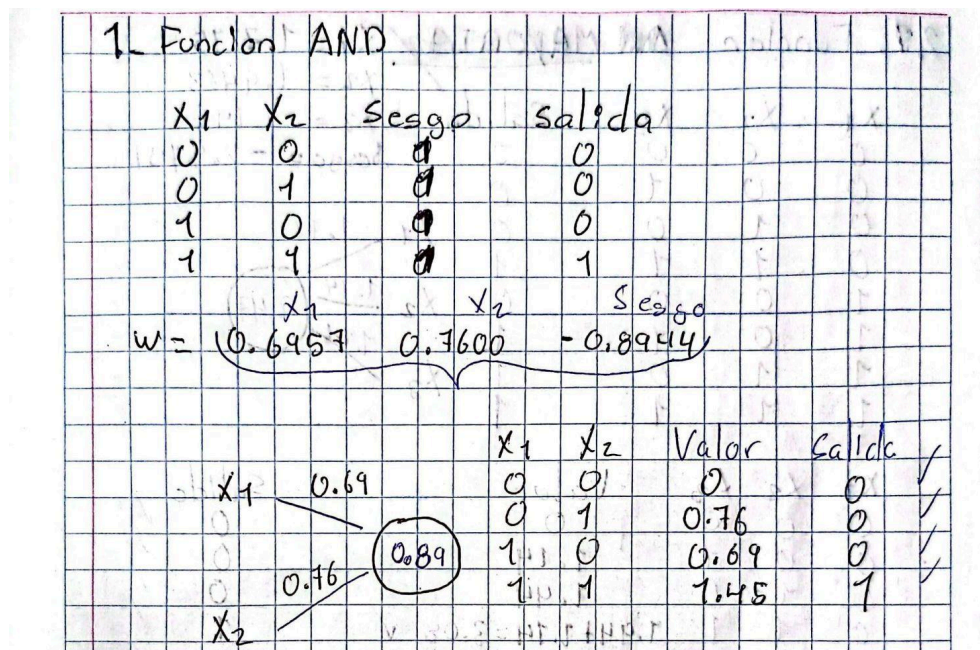 1- Funcion AND.
X1 X2 Sesgo salida
0 0 1 0
0 1 1 0
1 0 1 0
1 1 1 1
X1 X2 Sesgo
W = (0.6957 0.7600 -0.8944)
X1 X2 Valor Salida
X1 0.69 0 0 0 0 ✓
0 1 0.76 0 ✓
0.89 1 0 0.69 0 ✓
0.76 1 1 1.45 1 ✓
X2